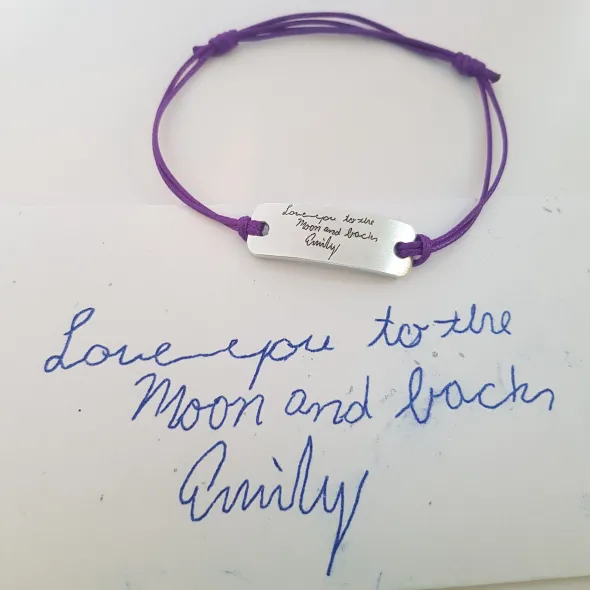 Love you to the
Moon and back
Emily
Love you to the
Moon and back
Emily